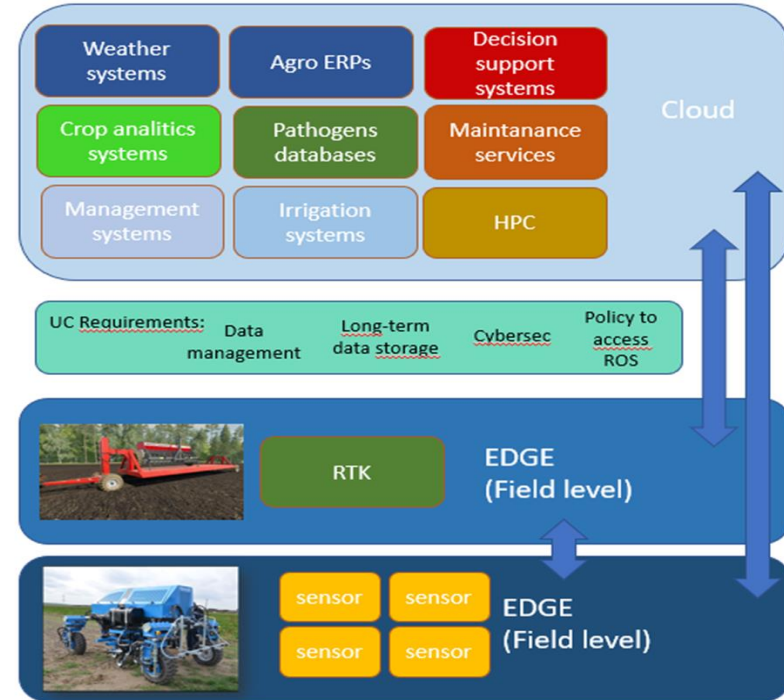 Weather
systems
Agro ERPs
Decision
support
systems
Cloud
Crop analitics
systems
Pathogens
databases
Maintanance
services
Management
systems
Irrigation
systems
HPC
UC Requirements:
Data
management
Long-term
data storage
Cybersec
Policy to
access
ROS
RTK
EDGE
(Field level)
sensor
sensor
sensor
sensor
EDGE
(Field level)